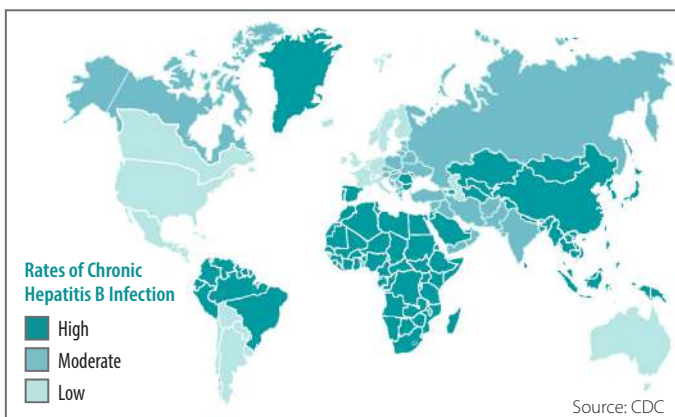 Rates of Chronic
Hepatitis B Infection
High
Moderate
Low
Source: CDC